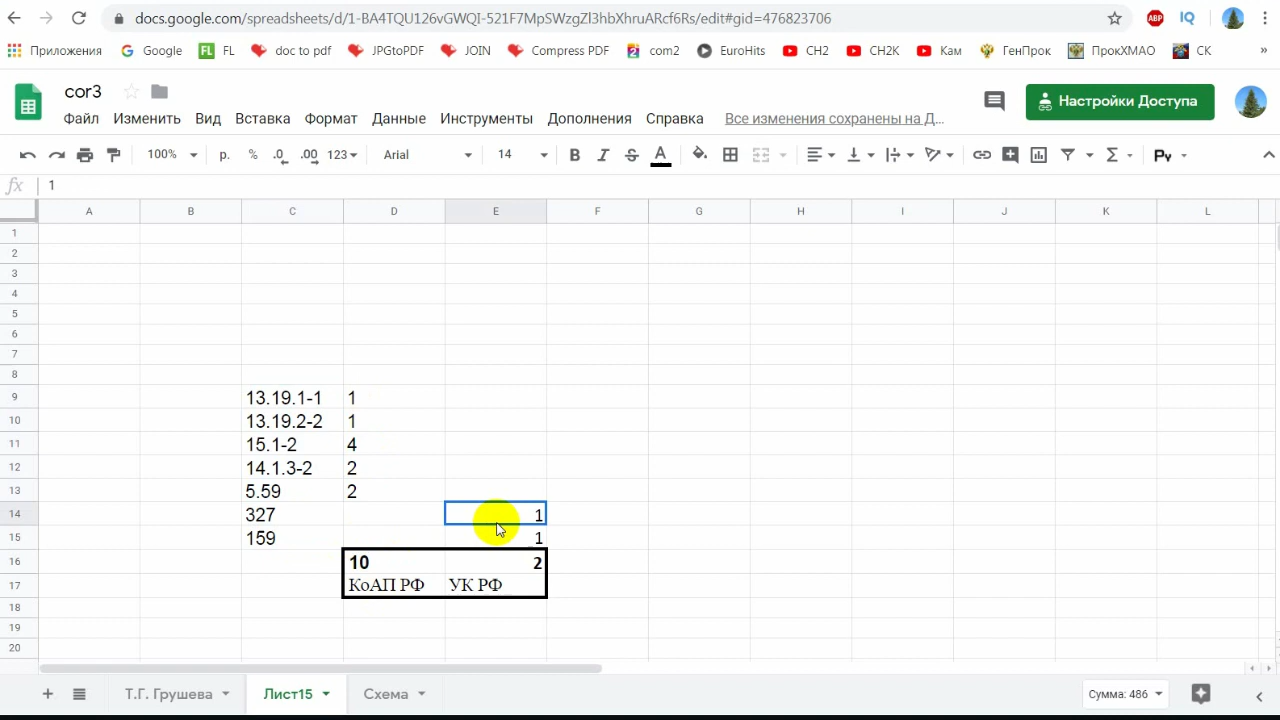 docs.google.com/spreadsheets/d/1-BA4TQU126vGWQI-521F7MpSWzgZl3hbXhruARcf6Rs/edit#gid=476823706
ABP IQ
Приложения Google FL FL doc to pdf JPGtoPDF JOIN Compress PDF com2 EuroHits CH2 CH2K Кам ГенПрок ПрокХМАО СК »
cor3
Настройки Доступа
Файл Изменить Вид Вставка Формат Данные Инструменты Дополнения Справка Все изменения сохранены на Д...
100% р. % .0 .00 123 Arial 14 B I S A Σ Py
fx 1
A B C D E F G H I J K L
1
2
3
4
5
6
7
8
9 13.19.1-1 1
10 13.19.2-2 1
11 15.1-2 4
12 14.1.3-2 2
13 5.59 2
14 327 1
15 159 1
16 10 2
17 КоАП РФ УК РФ
18
19
20
+ Т.Г. Грушева Лист15 Схема Сумма: 486